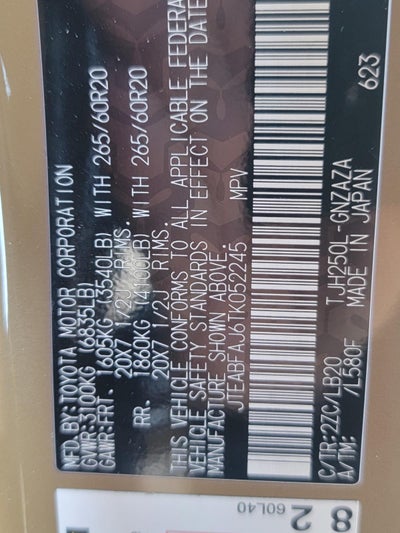 MFD BY: TOYOTA MOTOR CORPORATION
GVWR: 3100KG (6835LB)
GAWR: FRT. 1605KG (3540LB) WITH 265/60R20
20X7 1/2J RIMS.
RR. 1860KG (4100LB) WITH 265/60R20
20X7 1/2J RIMS.
THIS VEHICLE CONFORMS TO ALL APPLICABLE FEDERA
VEHICLE SAFETY STANDARDS IN EFFECT ON THE DATE
MANUFACTURE SHOWN ABOVE.
JTEABFAJ6TK052245 MPV
C/TR: 2ZC/LB20 TJH250L-GNZAZA
A/TM: /L580F MADE IN JAPAN 623
8
2
60L40